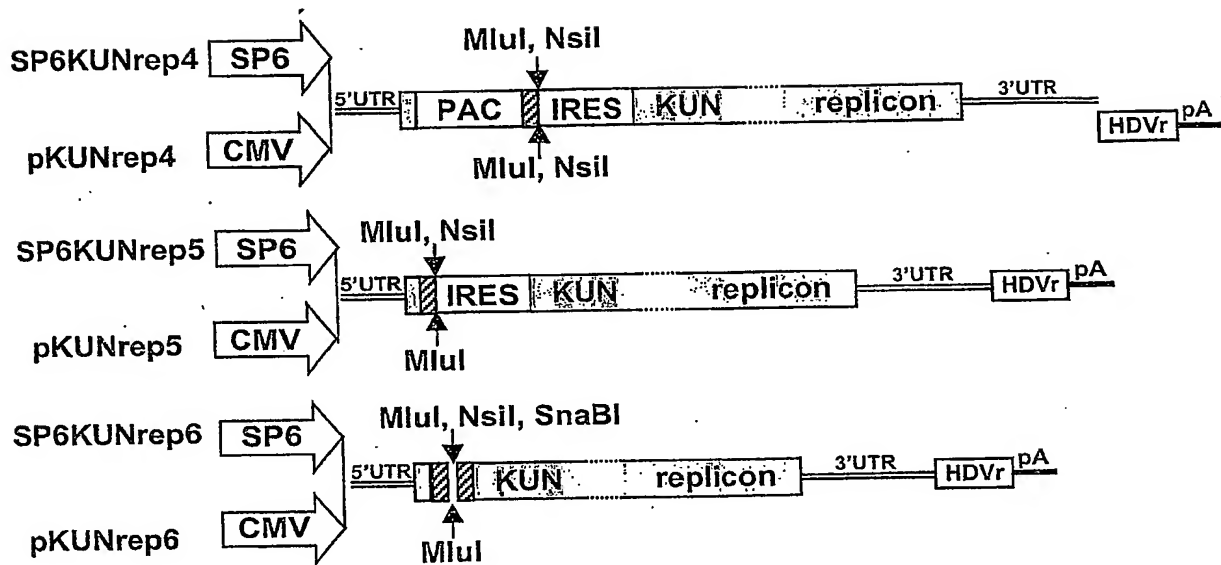 MluI, NsiI
SP6KUNrep4 SP6
5'UTR PAC IRES KUN replicon 3'UTR
HDVr pA
pKUNrep4 CMV
MluI, NsiI
SP6KUNrep5 SP6 MluI, NsiI
5'UTR IRES KUN replicon 3'UTR HDVr pA
pKUNrep5 CMV MluI
SP6KUNrep6 SP6 MluI, NsiI, SnaBI
5'UTR KUN replicon 3'UTR HDVr pA
pKUNrep6 CMV MluI